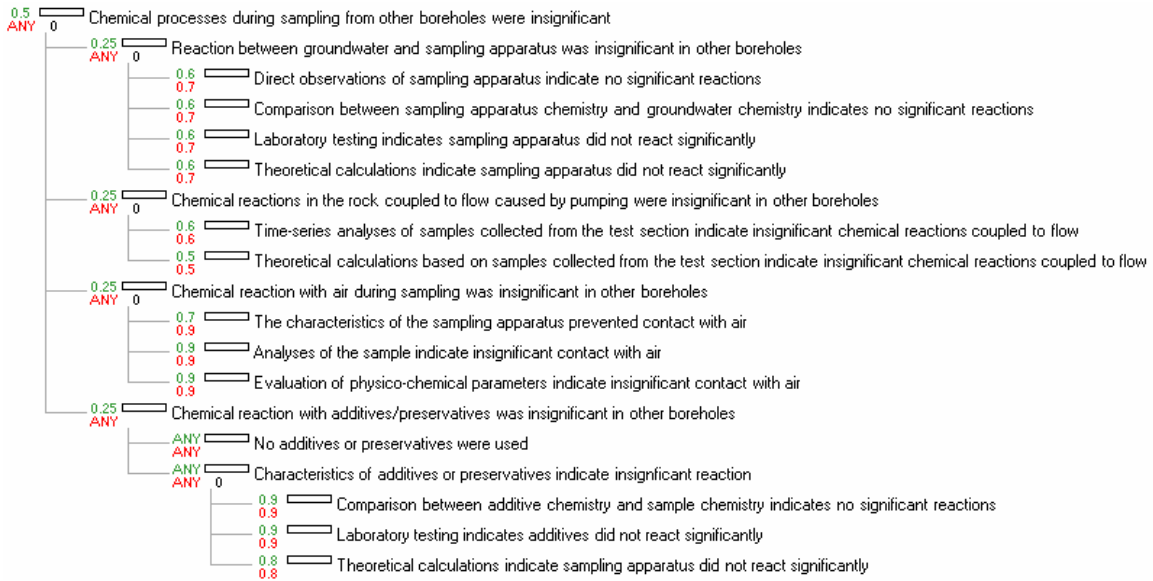 0.5 Chemical processes during sampling from other boreholes were insignificant
ANY 0
0.25 Reaction between groundwater and sampling apparatus was insignificant in other boreholes
ANY 0
0.6 Direct observations of sampling apparatus indicate no significant reactions
0.7
0.6 Comparison between sampling apparatus chemistry and groundwater chemistry indicates no significant reactions
0.7
0.6 Laboratory testing indicates sampling apparatus did not react significantly
0.7
0.6 Theoretical calculations indicate sampling apparatus did not react significantly
0.7
0.25 Chemical reactions in the rock coupled to flow caused by pumping were insignificant in other boreholes
ANY 0
0.6 Time-series analyses of samples collected from the test section indicate insignificant chemical reactions coupled to flow
0.6
0.5 Theoretical calculations based on samples collected from the test section indicate insignificant chemical reactions coupled to flow
0.5
0.25 Chemical reaction with air during sampling was insignificant in other boreholes
ANY 0
0.7 The characteristics of the sampling apparatus prevented contact with air
0.9
0.9 Analyses of the sample indicate insignificant contact with air
0.9
0.9 Evaluation of physico-chemical parameters indicate insignificant contact with air
0.9
0.25 Chemical reaction with additives/preservatives was insignificant in other boreholes
ANY
ANY No additives or preservatives were used
ANY
ANY Characteristics of additives or preservatives indicate insignficant reaction
ANY 0
0.9 Comparison between additive chemistry and sample chemistry indicates no significant reactions
0.9
0.9 Laboratory testing indicates additives did not react significantly
0.9
0.8 Theoretical calculations indicate sampling apparatus did not react significantly
0.8